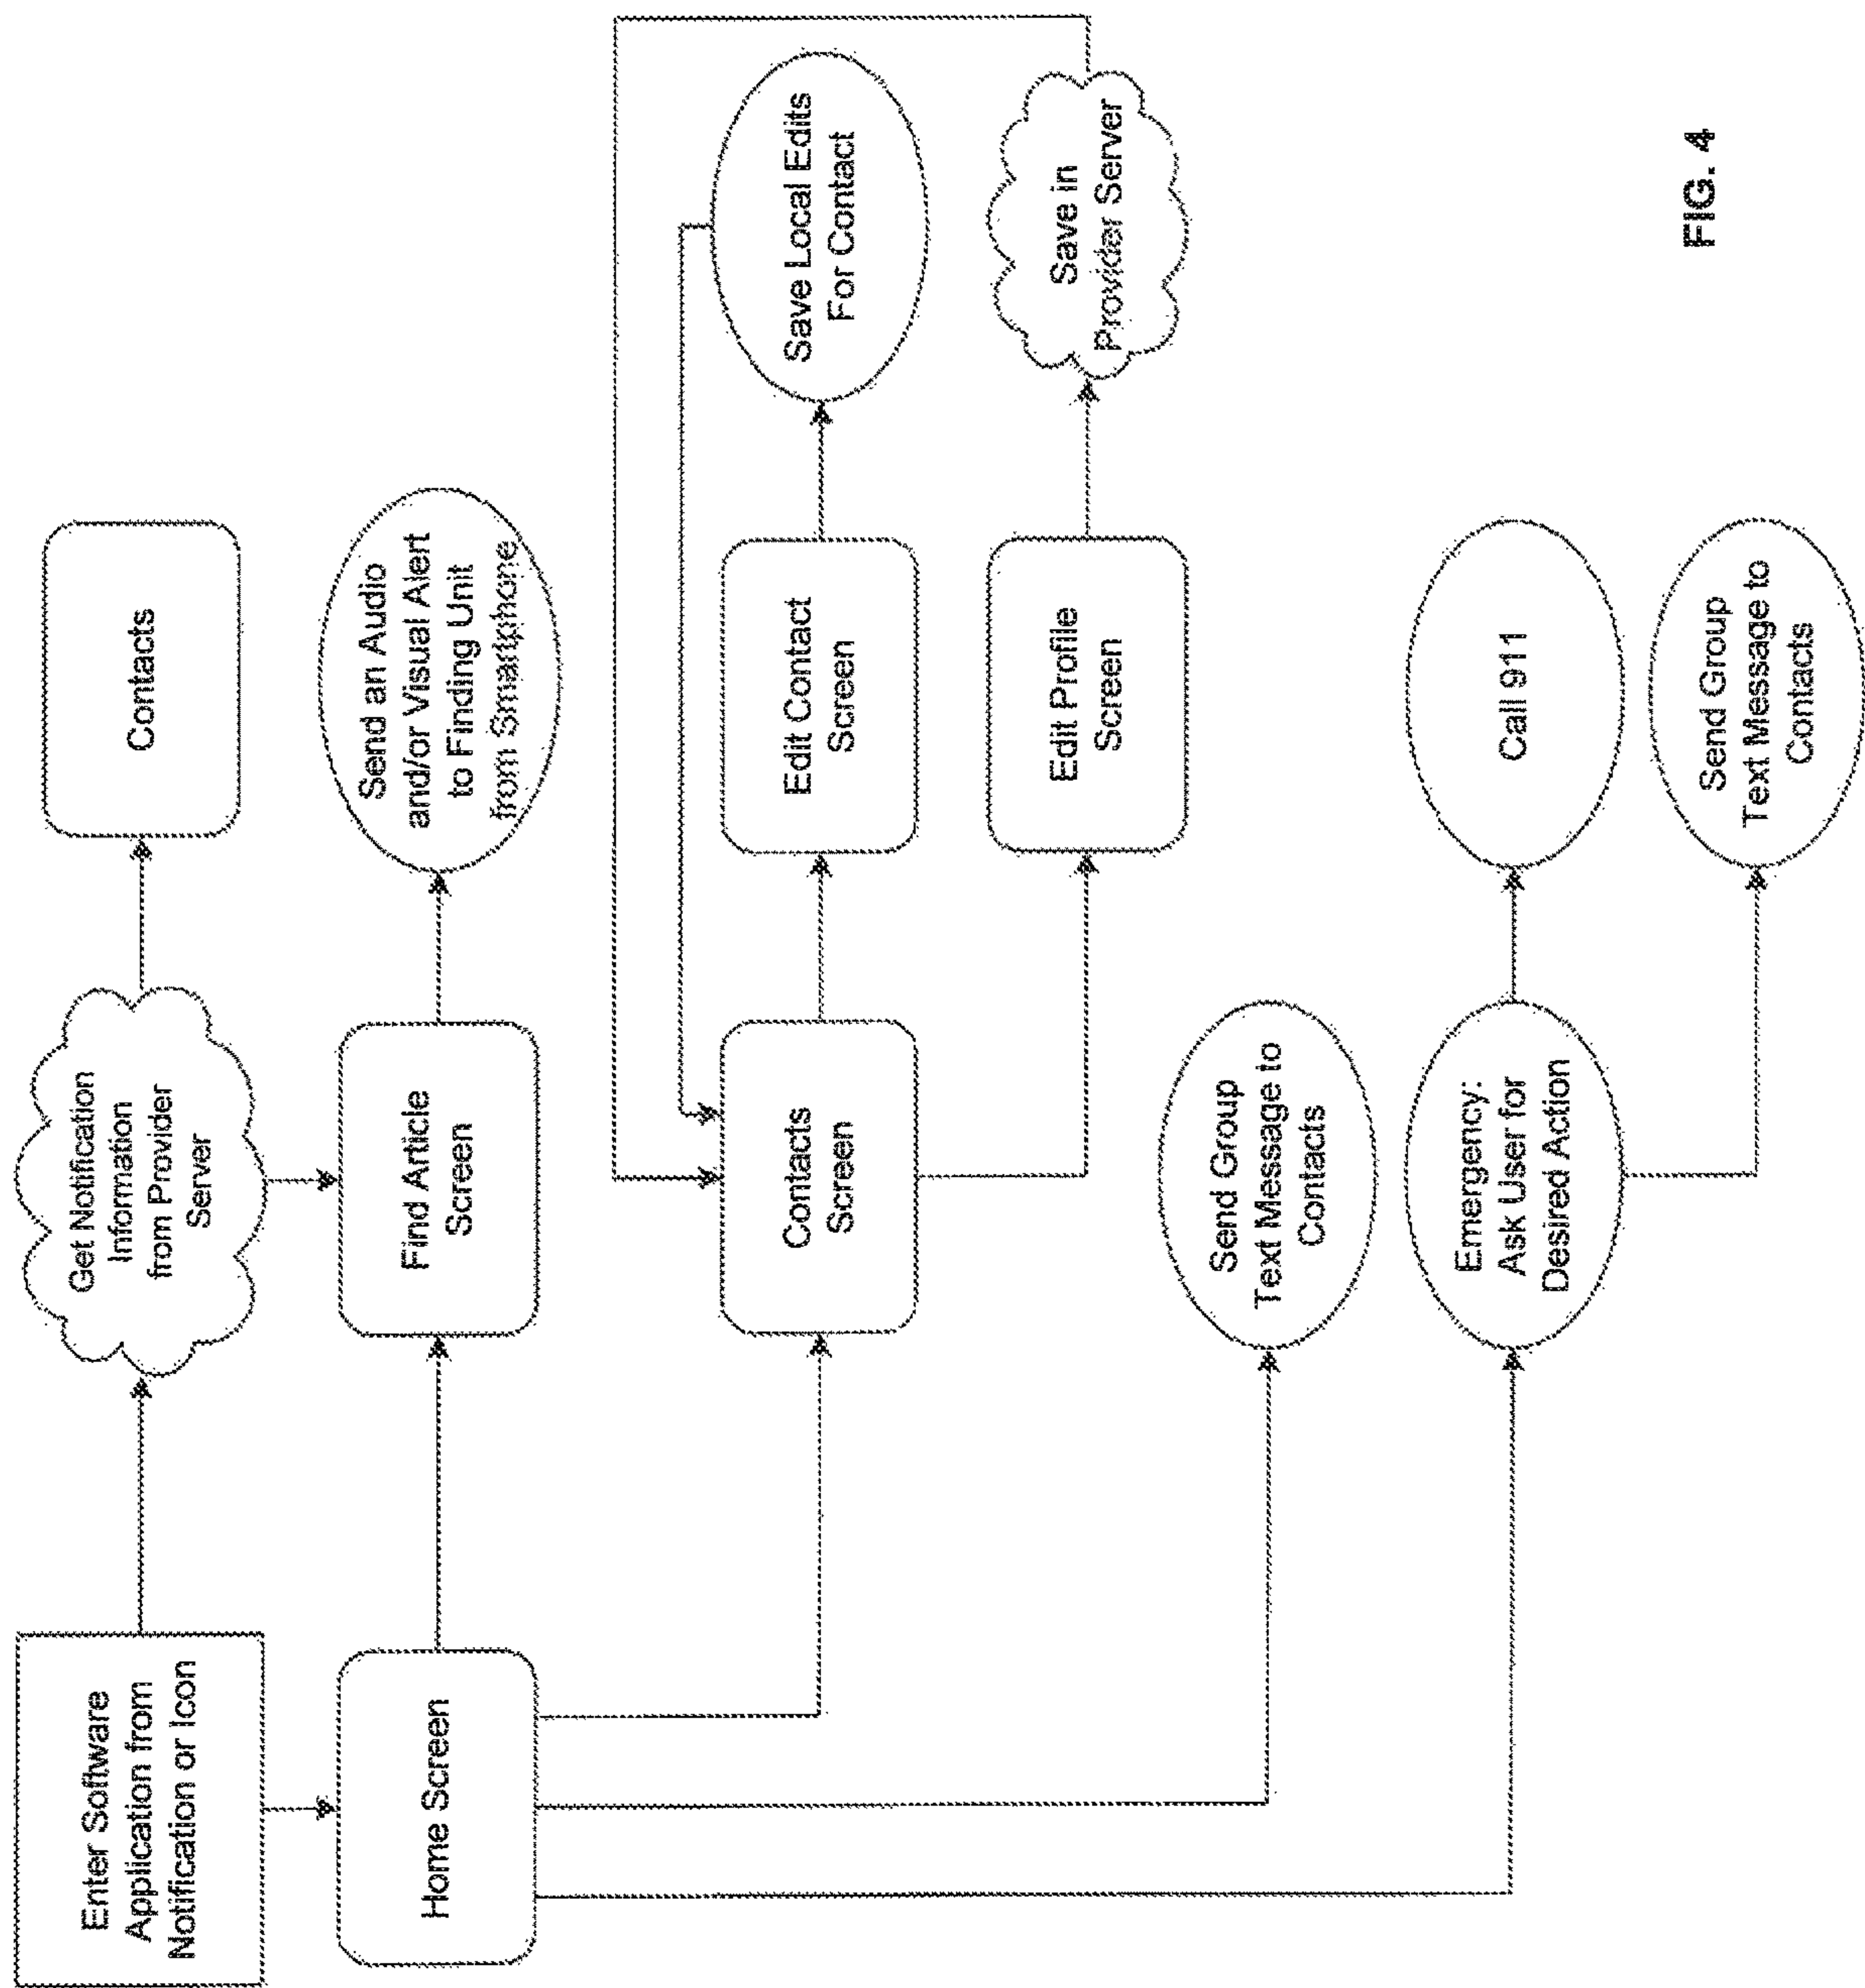 Enter Software
Application from
Notification or Icon
Get Notification
Information
from Provider
Server
Contacts
Home Screen
Find Article
Screen
Send an Audio
and/or Visual Alert
to Finding Unit
from Smartphone
Contacts
Screen
Edit Contact
Screen
Save Local Edits
For Contact
Edit Profile
Screen
Save in
Provider Server
Send Group
Text Message to
Contacts
Emergency:
Ask User for
Desired Action
Call 911
Send Group
Text Message to
Contacts
FIG. 4